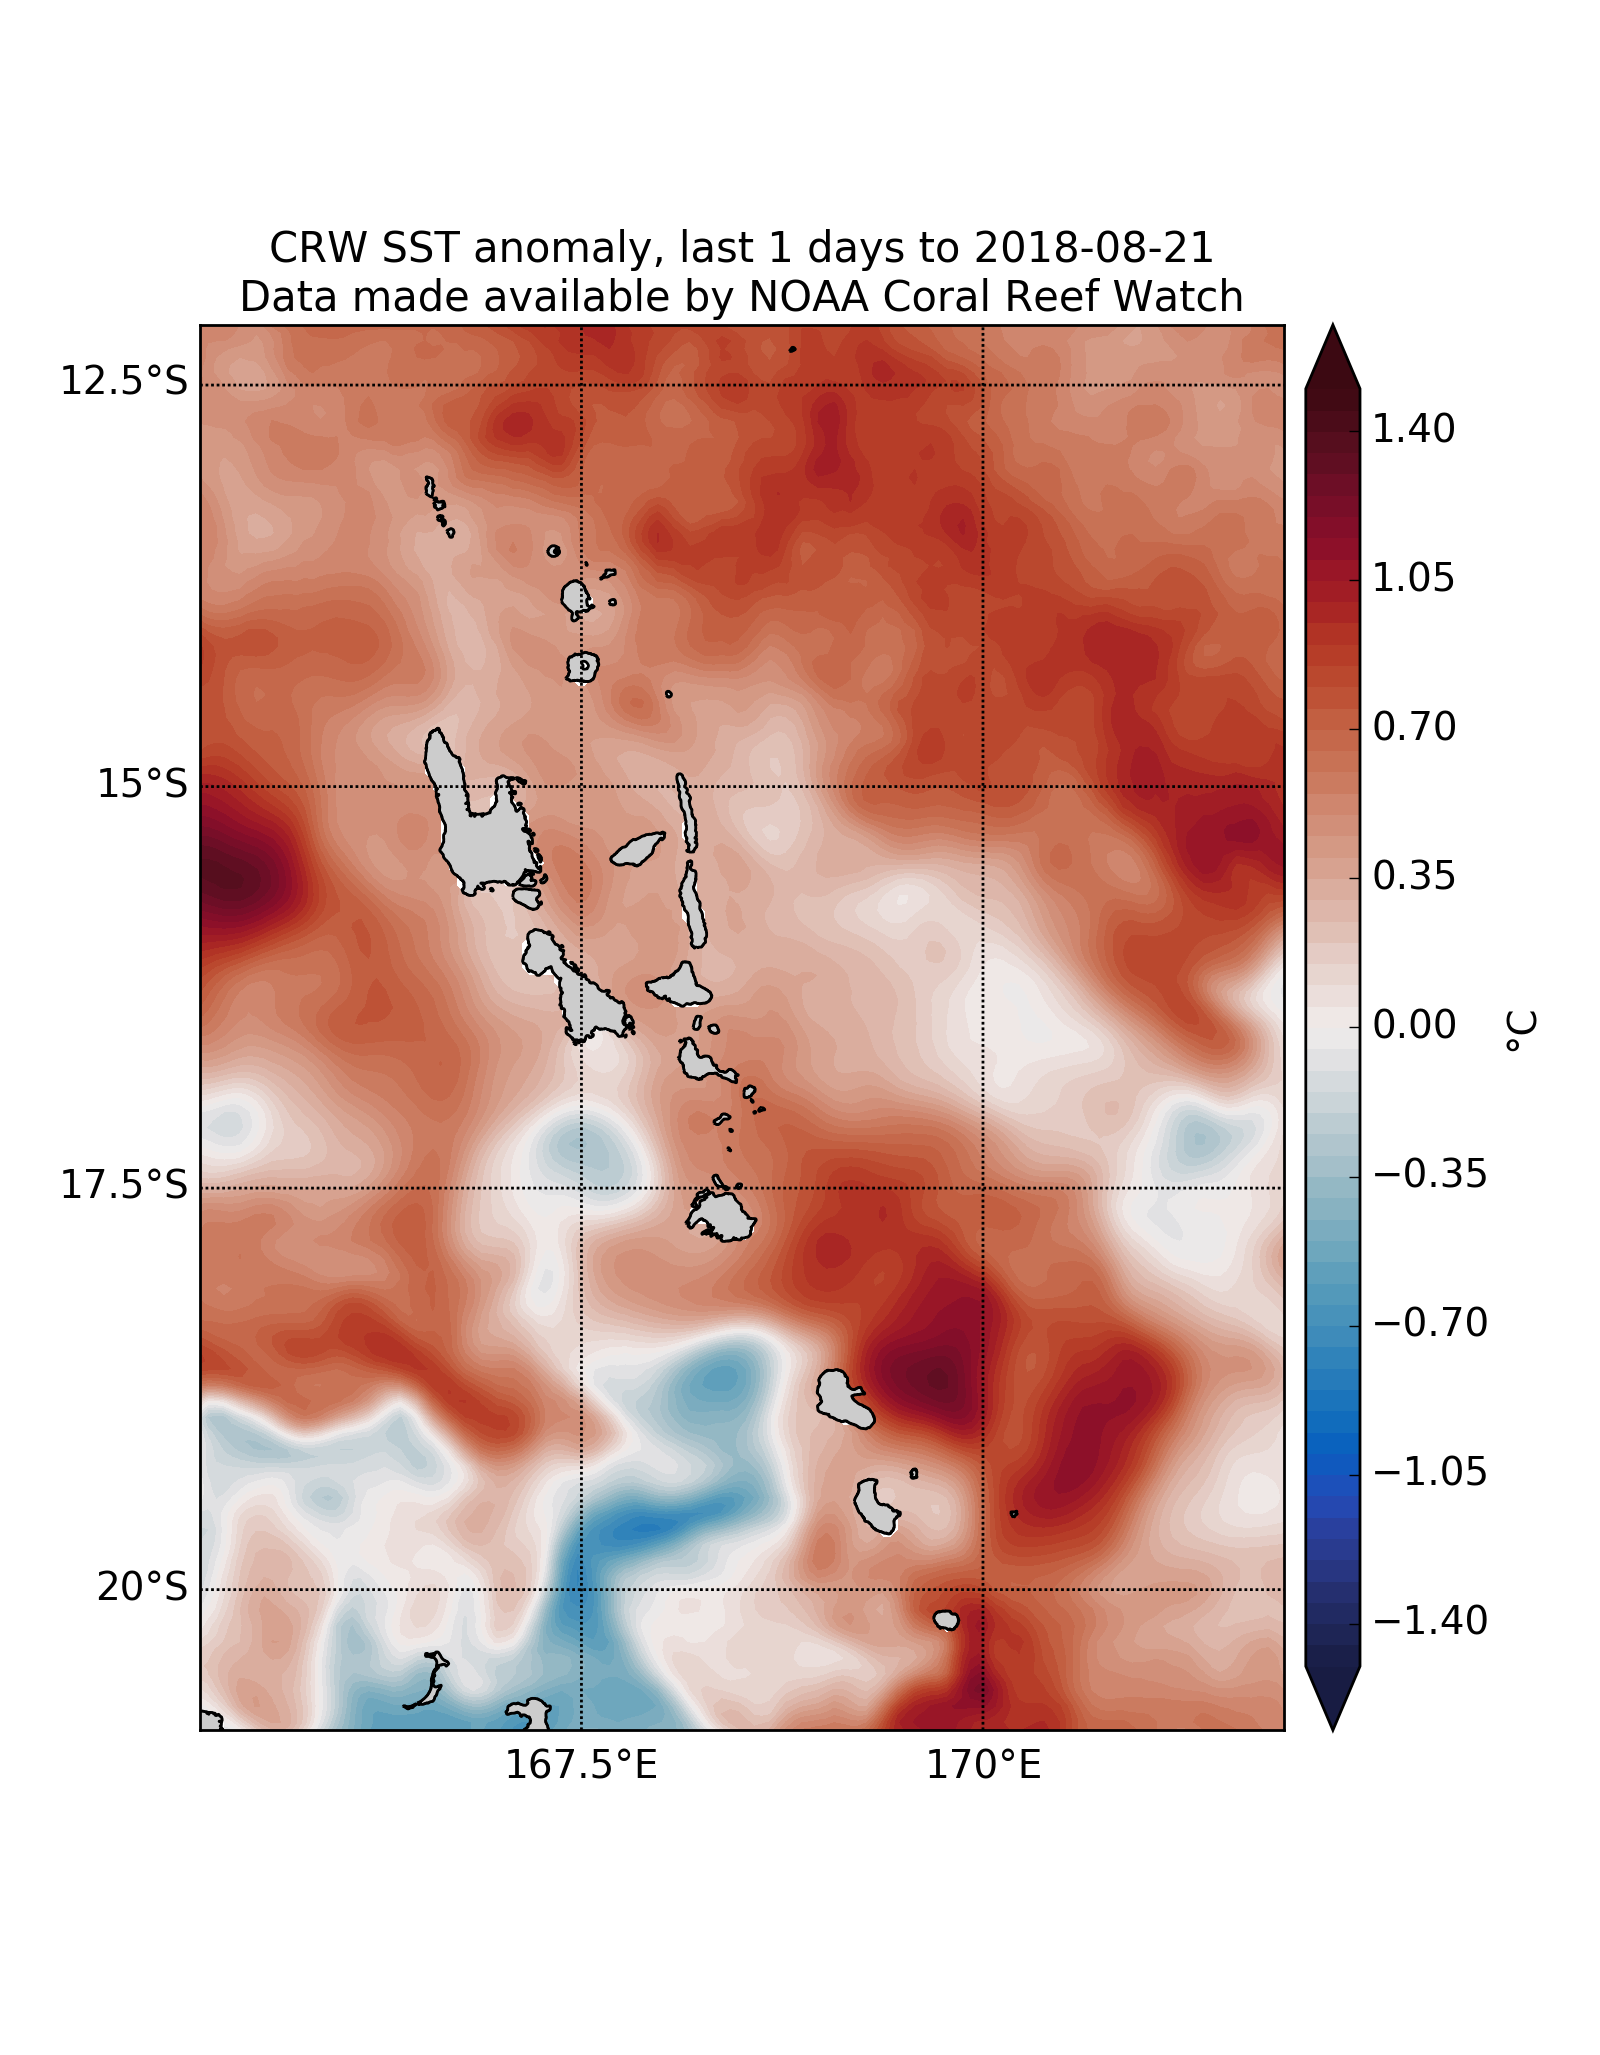 CRW SST anomaly, last 1 days to 2018-08-21
Data made available by NOAA Coral Reef Watch
12.5°S
15°S
17.5°S
20°S
167.5°E
170°E
1.40
1.05
0.70
0.35
0.00
−0.35
−0.70
−1.05
−1.40
°C